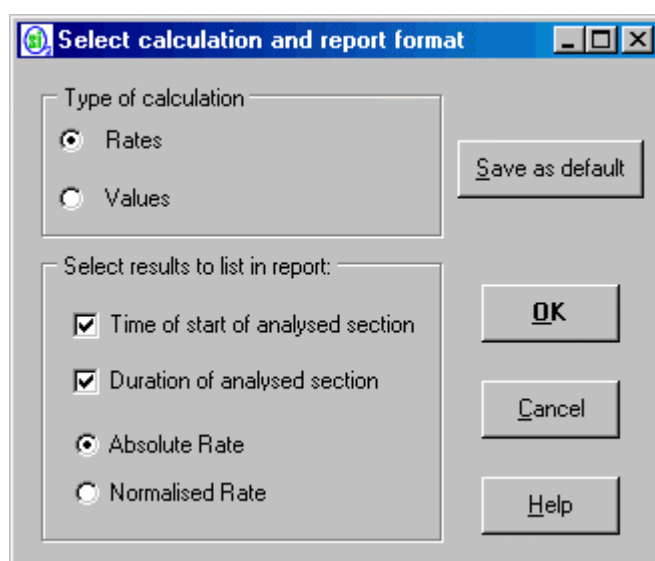 si
Select calculation and report format
Type of calculation
Rates
Values
Save as default
Select results to list in report:
Time of start of analysed section
Duration of analysed section
Absolute Rate
Normalised Rate
OK
Cancel
Help